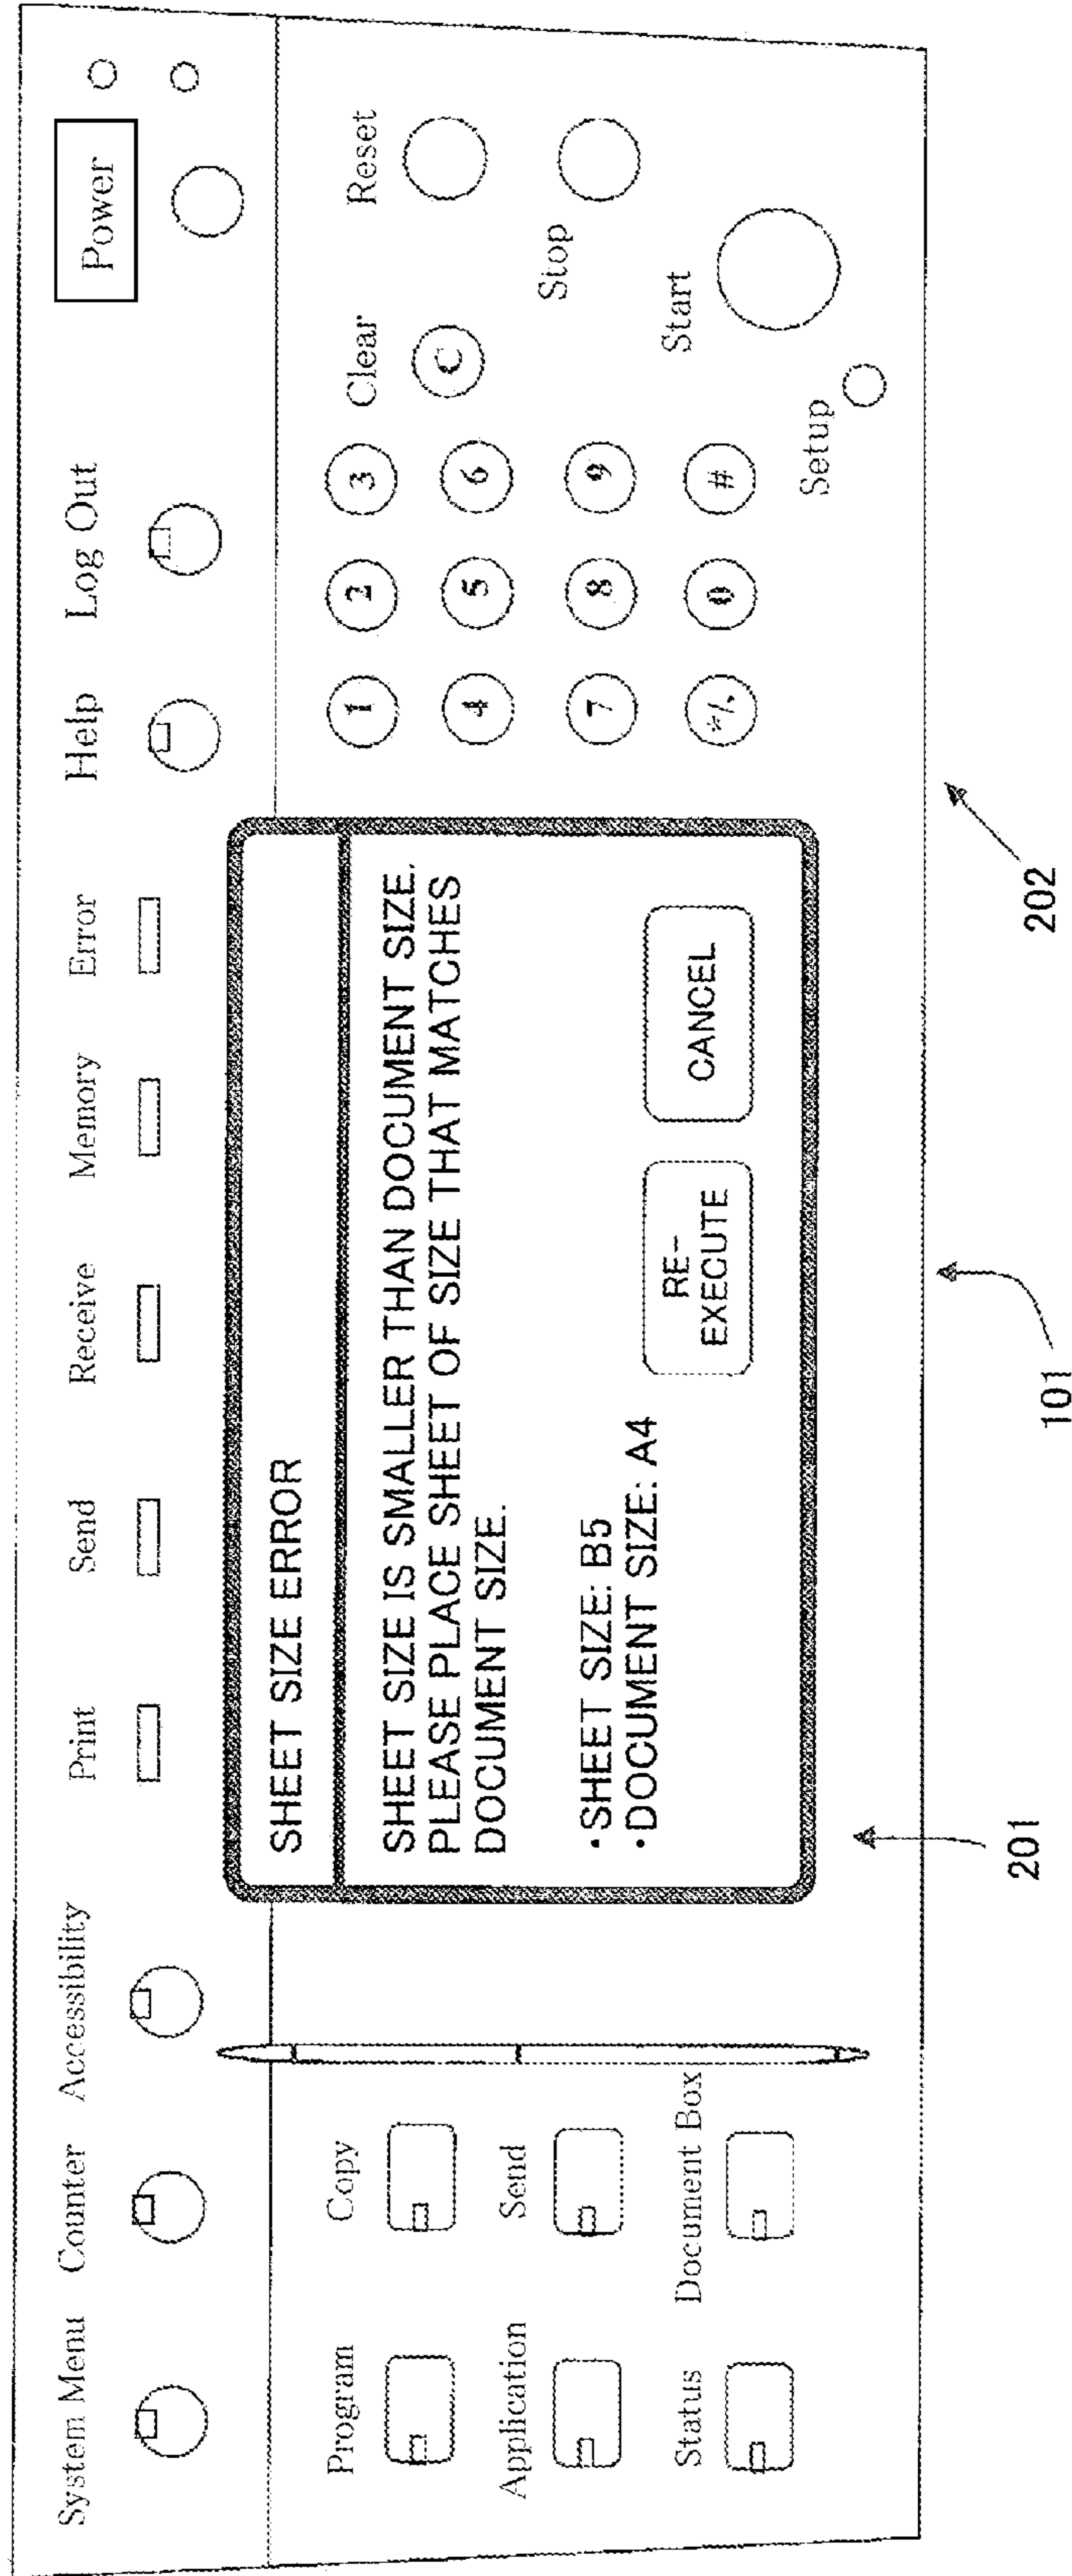 System Menu
Counter
Accessibility
Print
Send
Receive
Memory
Error
Help
Log Out
Power
Program
Copy
Application
Send
Status
Document Box
SHEET SIZE ERROR
SHEET SIZE IS SMALLER THAN DOCUMENT SIZE.
PLEASE PLACE SHEET OF SIZE THAT MATCHES
DOCUMENT SIZE.
・SHEET SIZE: B5
・DOCUMENT SIZE: A4
RE-
EXECUTE
CANCEL
1 2 3
4 5 6
7 8 9
*/. 0 #
Clear
C
Reset
Stop
Start
Setup
201
101
202